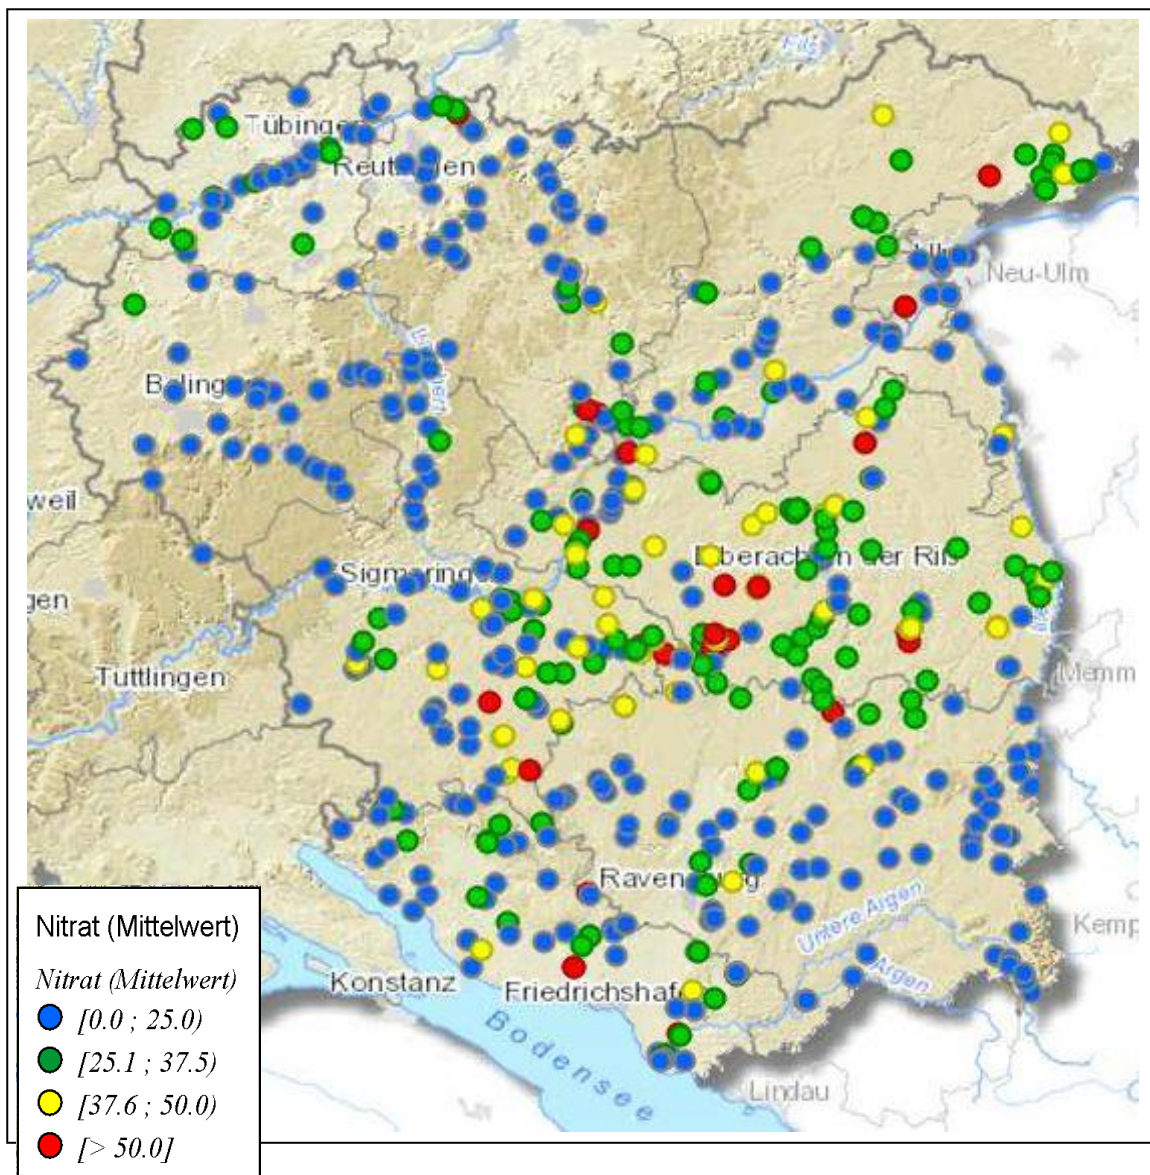 Fils
Tübingen
Reutlingen
Neu-Ulm
Balingen
weil
Biberach an der Riß
Sigmaringen
gen
Tuttlingen
Memm
Ravensburg
Untere Argen
Kemp
Argen
Konstanz
Friedrichshafen
Bodensee
Lindau
Nitrat (Mittelwert)
Nitrat (Mittelwert)
[0.0 ; 25.0)
[25.1 ; 37.5)
[37.6 ; 50.0)
[> 50.0]